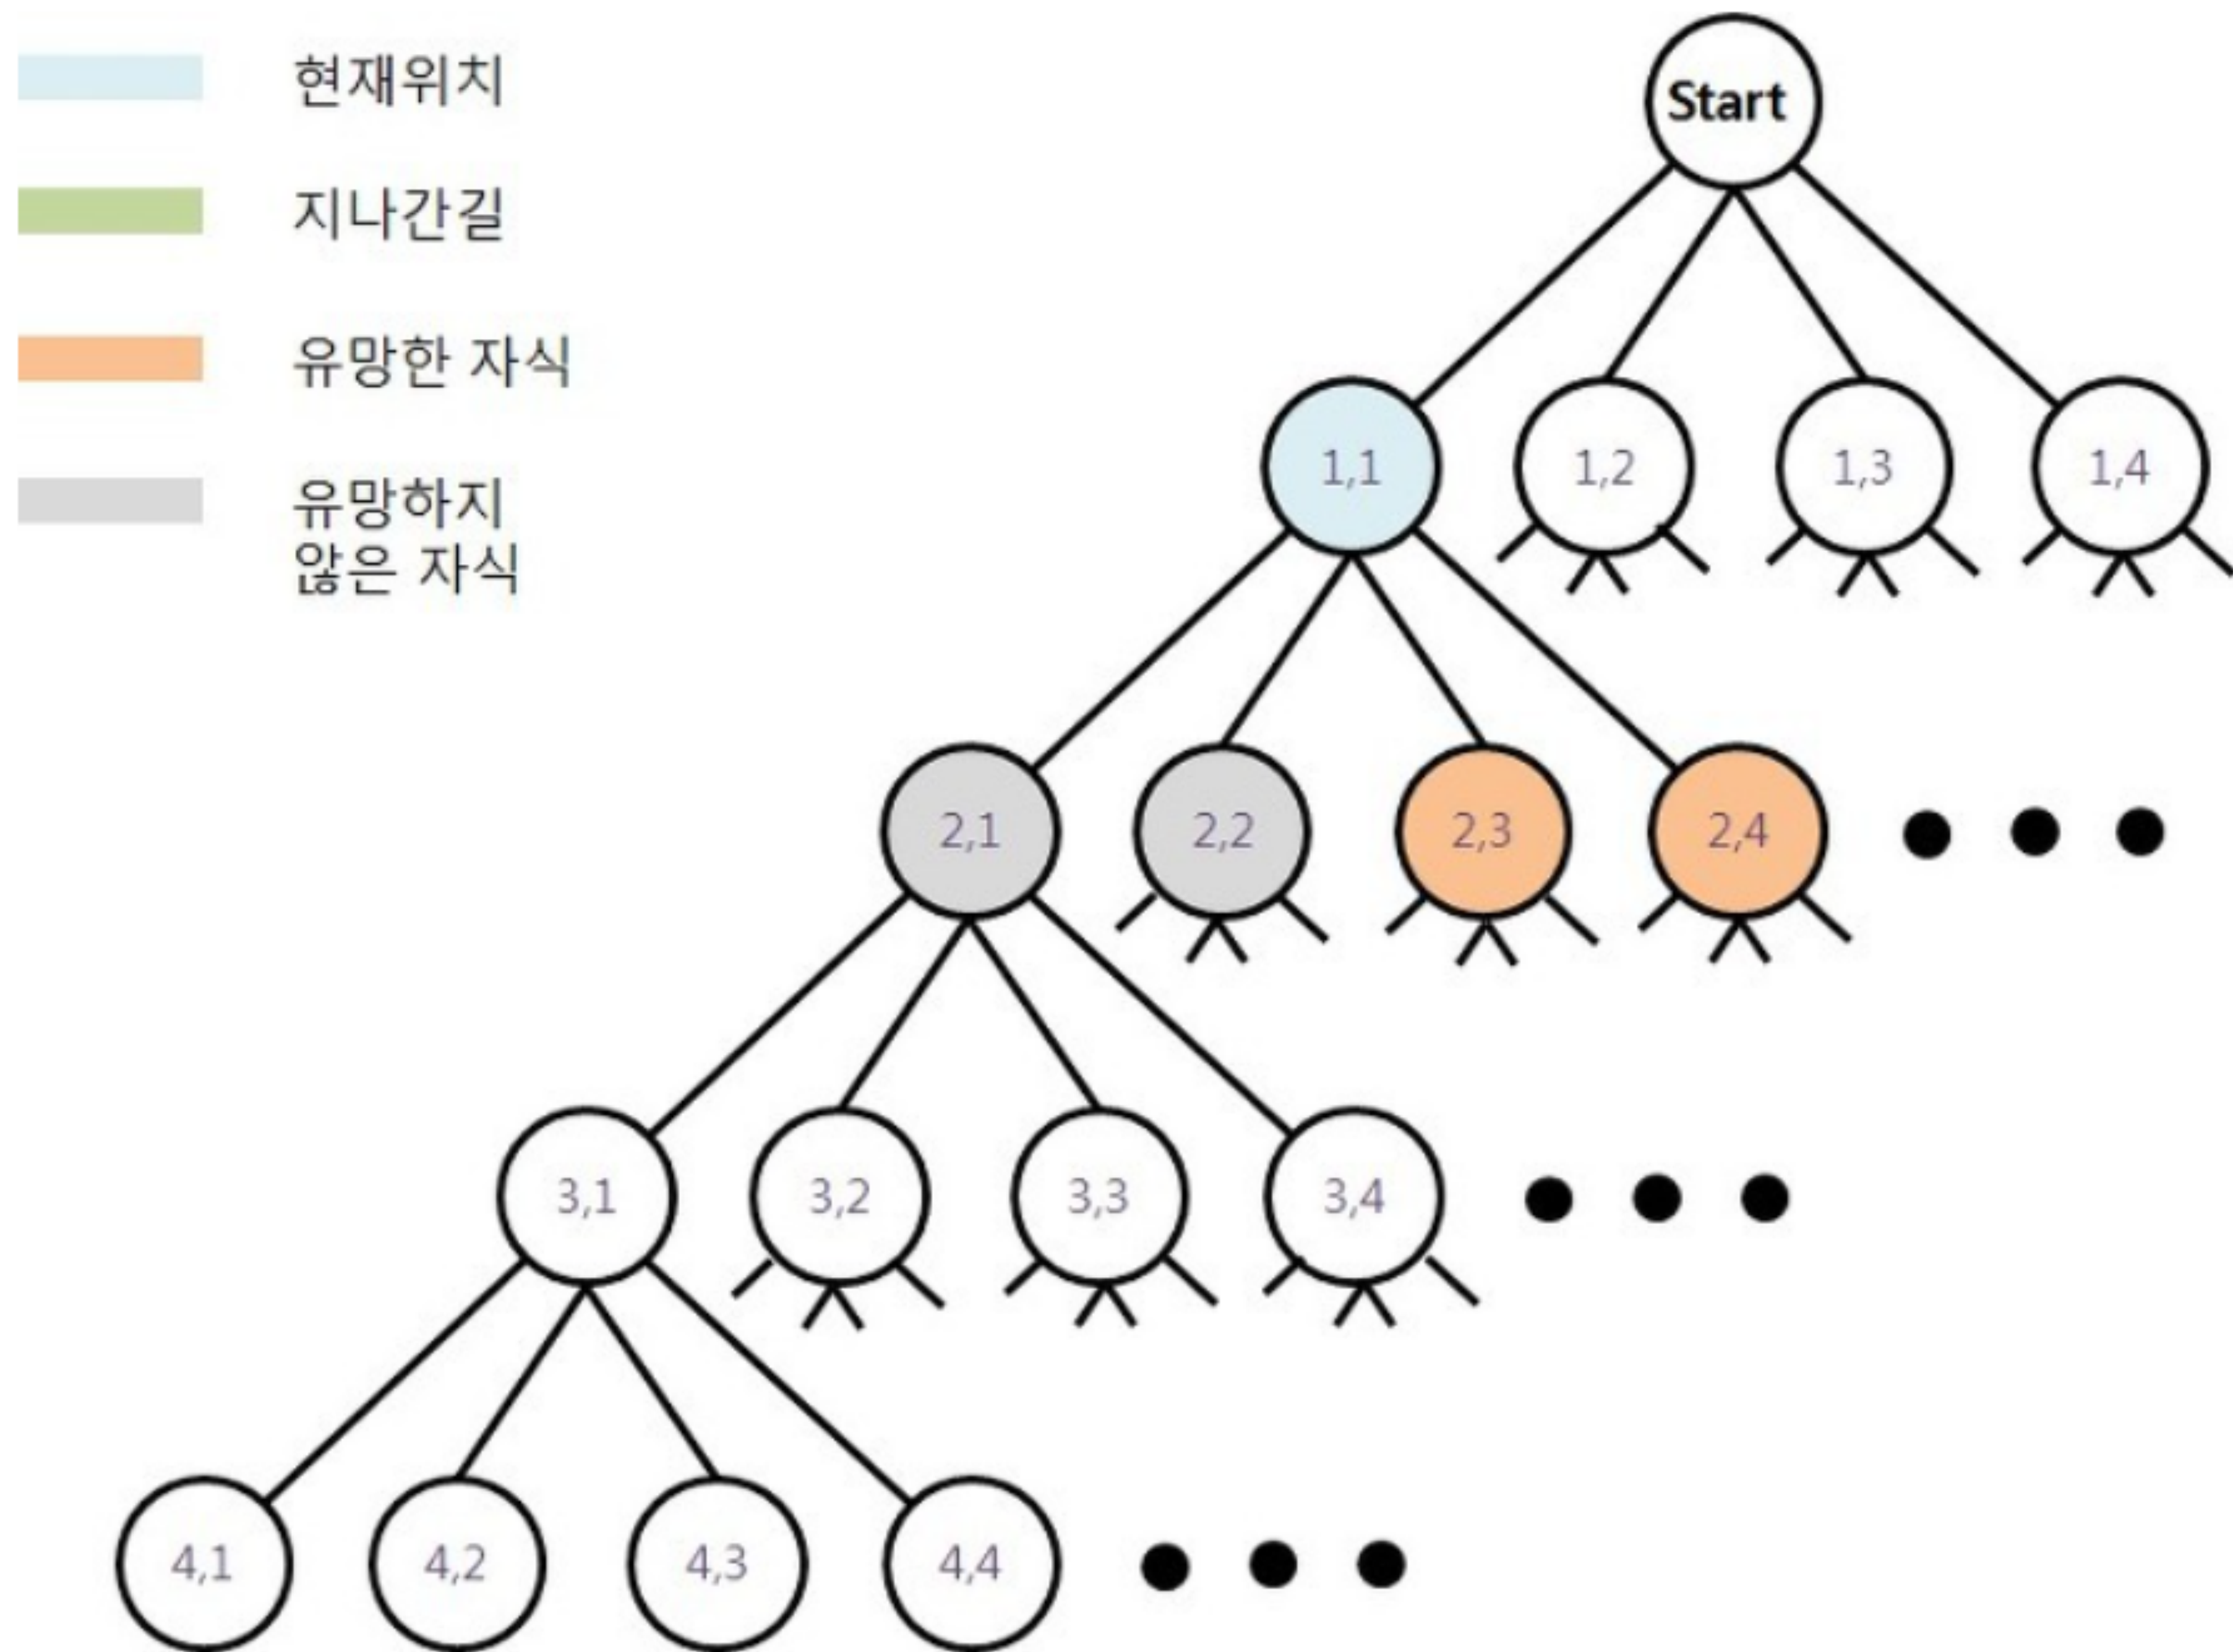 현재위치
지나간길
유망한 자식
유망하지
않은 자식
Start
1,1 1,2 1,3 1,4
2,1 2,2 2,3 2,4
3,1 3,2 3,3 3,4
4,1 4,2 4,3 4,4